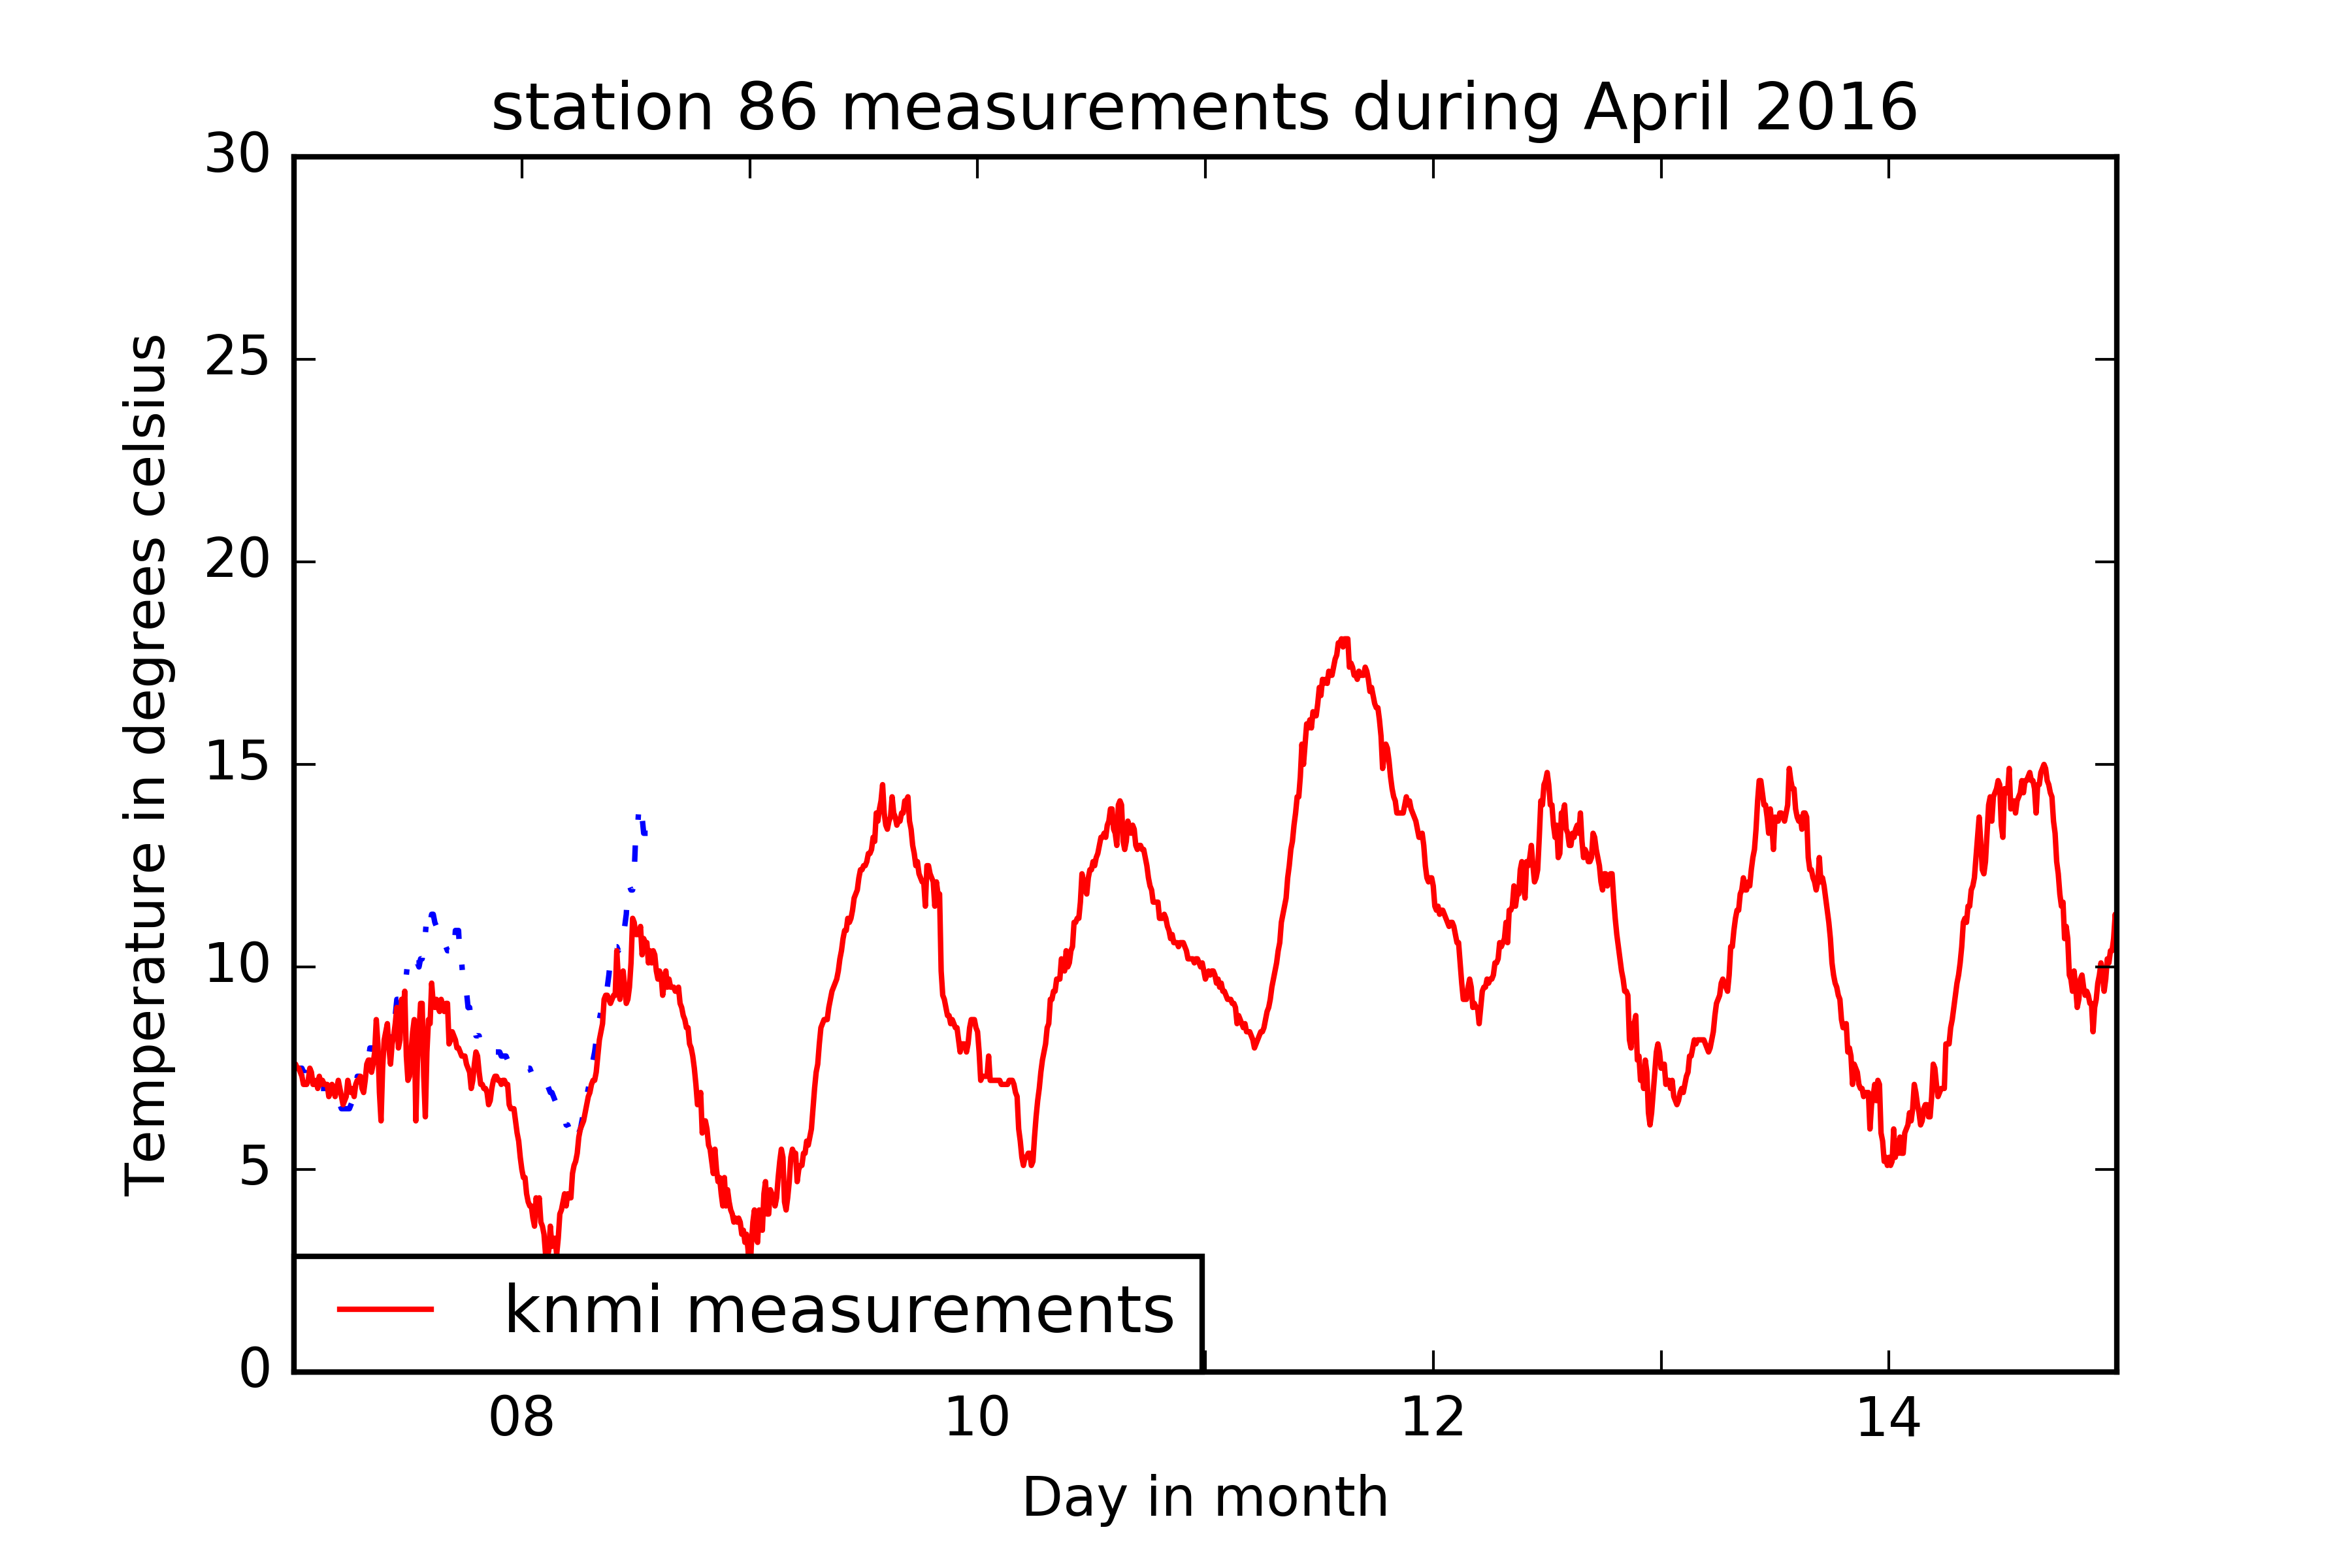 station 86 measurements during April 2016
Temperature in degrees celsius
30
25
20
15
10
5
0
knmi measurements
08 10 12 14
Day in month